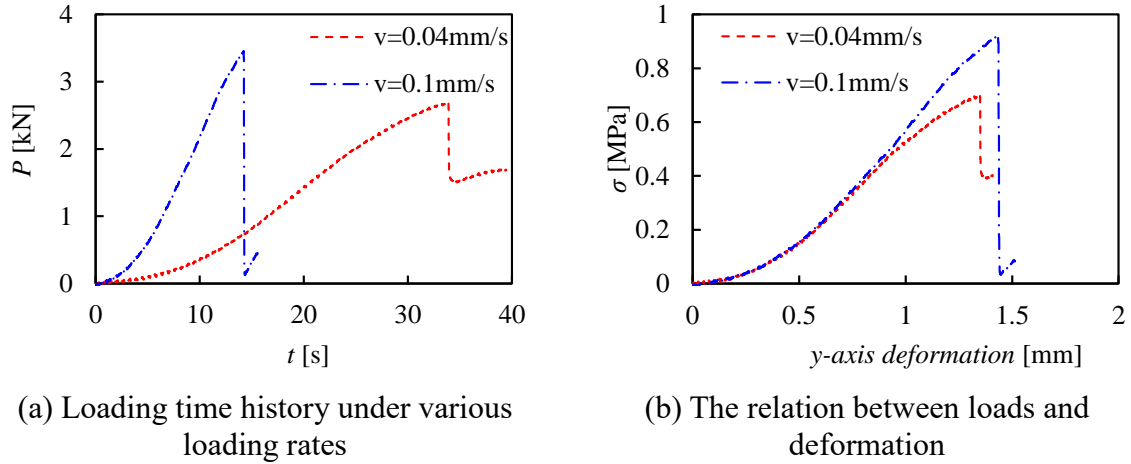 4
3
2
1
0
P [kN]
v=0.04mm/s
v=0.1mm/s
0 10 20 30 40
t [s]
(a) Loading time history under various
loading rates
1
0.8
0.6
0.4
0.2
0
σ [MPa]
v=0.04mm/s
v=0.1mm/s
0 0.5 1 1.5 2
y-axis deformation [mm]
(b) The relation between loads and
deformation